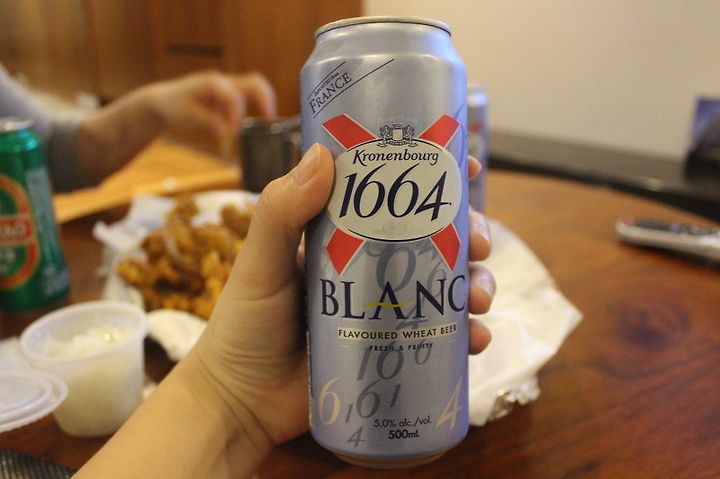 FRANCE
Kronenbourg
1664
BLANC
FLAVOURED WHEAT BEER
FRESH & FRUITY
5.0% alc./vol.
500mL